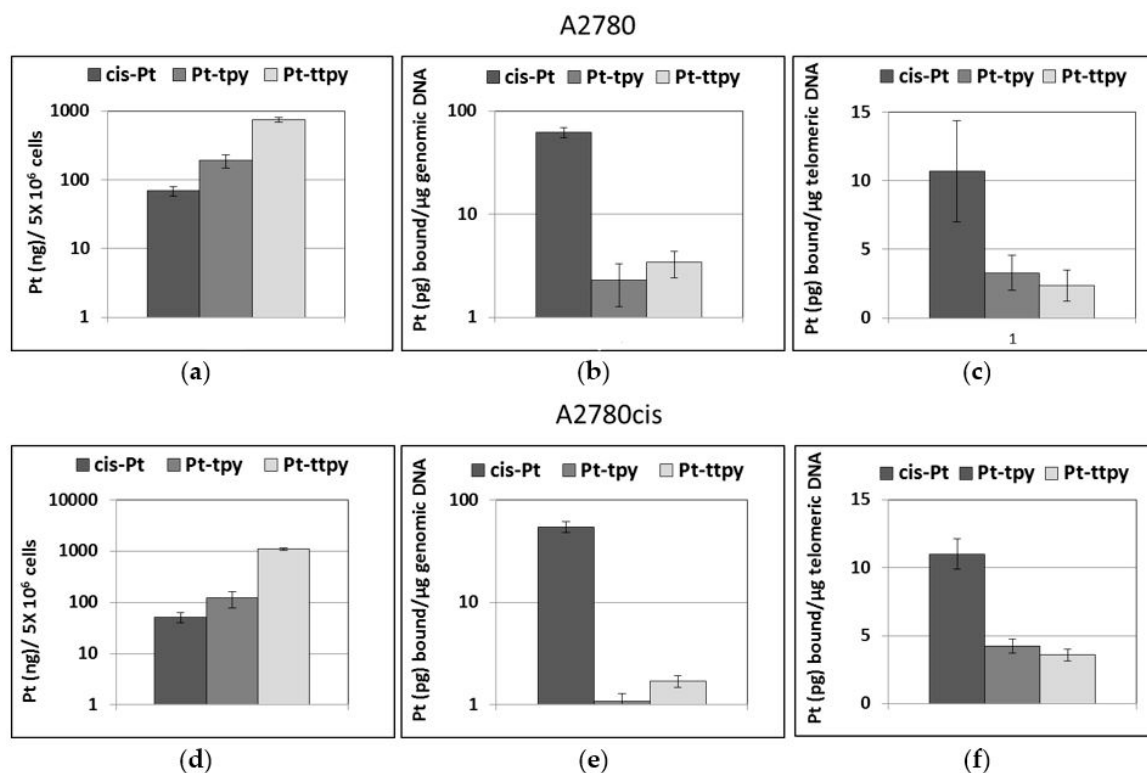 A2780
cis-Pt Pt-tpy Pt-ttpy
Pt (ng)/ 5X 10⁶ cells
1000
100
10
1
(a)
cis-Pt Pt-tpy Pt-ttpy
Pt (pg) bound/µg genomic DNA
100
10
1
(b)
cis-Pt Pt-tpy Pt-ttpy
Pt (pg) bound/µg telomeric DNA
15
10
5
0
1
(c)
A2780cis
cis-Pt Pt-tpy Pt-ttpy
Pt (ng)/ 5X 10⁶ cells
10000
1000
100
10
1
(d)
cis-Pt Pt-tpy Pt-ttpy
Pt (pg) bound/µg genomic DNA
100
10
1
(e)
cis-Pt Pt-tpy Pt-ttpy
Pt (pg) bound/µg telomeric DNA
15
10
5
0
(f)